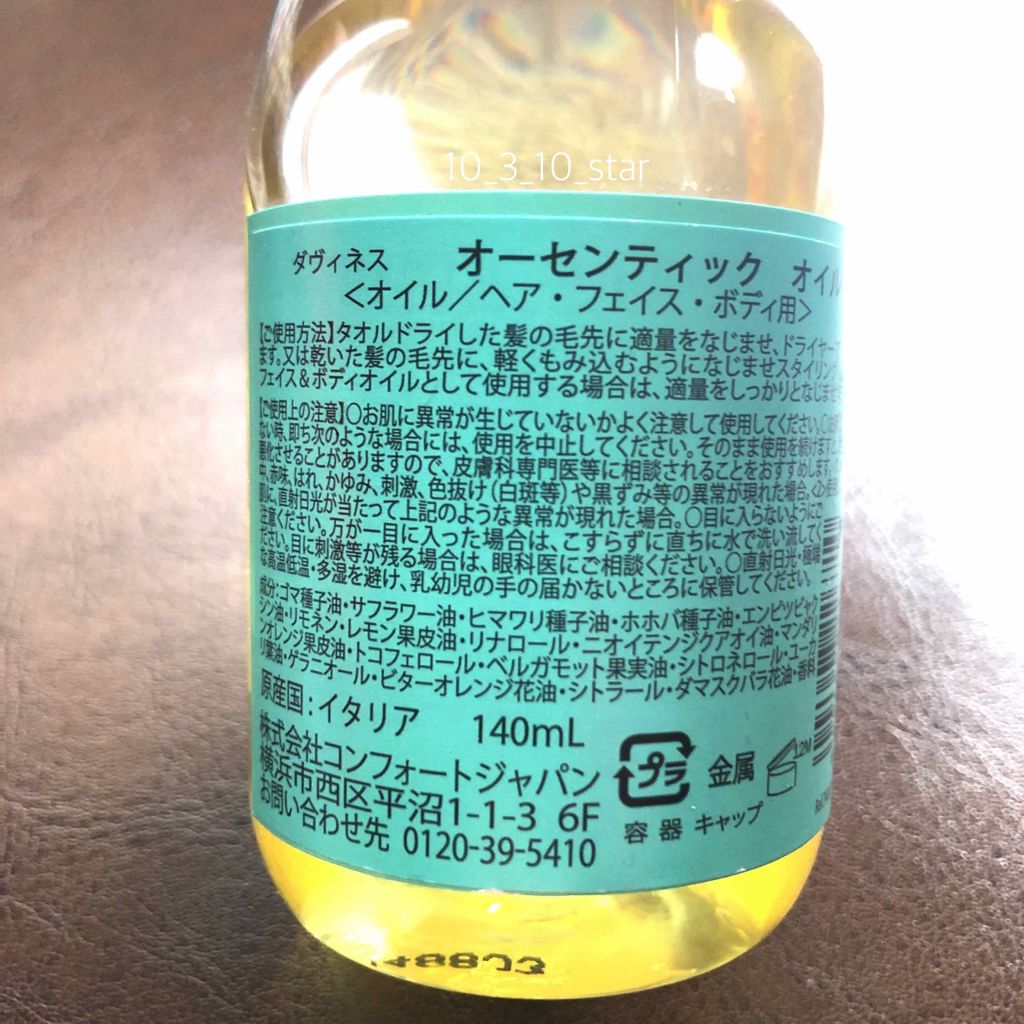 10_3_10_star
ダヴィネス オーセンティック オイル
<オイル／ヘア・フェイス・ボディ用>
【ご使用方法】タオルドライした髪の毛先に適量をなじませ、ドライヤーで
ます。又は乾いた髪の毛先に、軽くもみ込むようになじませスタイリング
フェイス&ボディオイルとして使用する場合は、適量をしっかりとなじませ
【ご使用上の注意】〇お肌に異常が生じていないかよく注意して使用してください。〇お肌
ない時、即ち次のような場合には、使用を中止してください。そのまま使用を続けますと
悪化させることがありますので、皮膚科専門医等に相談されることをおすすめします。
中、赤味、はれ、かゆみ、刺激、色抜け（白斑等）や黒ずみ等の異常が現れた場合。<2>使用
肌に、直射日光が当たって上記のような異常が現れた場合。〇目に入らないようにご
注意ください。万が一目に入った場合は、こすらずに直ちに水で洗い流してく
ださい。目に刺激等が残る場合は、眼科医にご相談ください。〇直射日光・極端
な高温低温・多湿を避け、乳幼児の手の届かないところに保管してください。
成分:ゴマ種子油・サフラワー油・ヒマワリ種子油・ホホバ種子油・エンピツビャク
シン油・リモネン・レモン果皮油・リナロール・ニオイテンジクアオイ油・マンダリ
ンオレンジ果皮油・トコフェロール・ベルガモット果実油・シトロネロール・ユーカ
リ葉油・ゲラニオール・ビターオレンジ花油・シトラール・ダマスクバラ花油・香料
原産国:イタリア 140mL
株式会社コンフォートジャパン
横浜市西区平沼1-1-3 6F
お問い合わせ先 0120-39-5410
プラ 金属 12M
容器 キャップ